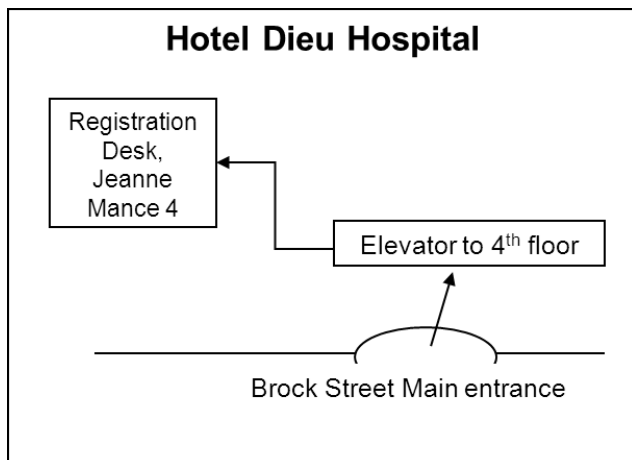 Hotel Dieu Hospital
Registration
Desk,
Jeanne
Mance 4
Elevator to 4th floor
Brock Street Main entrance